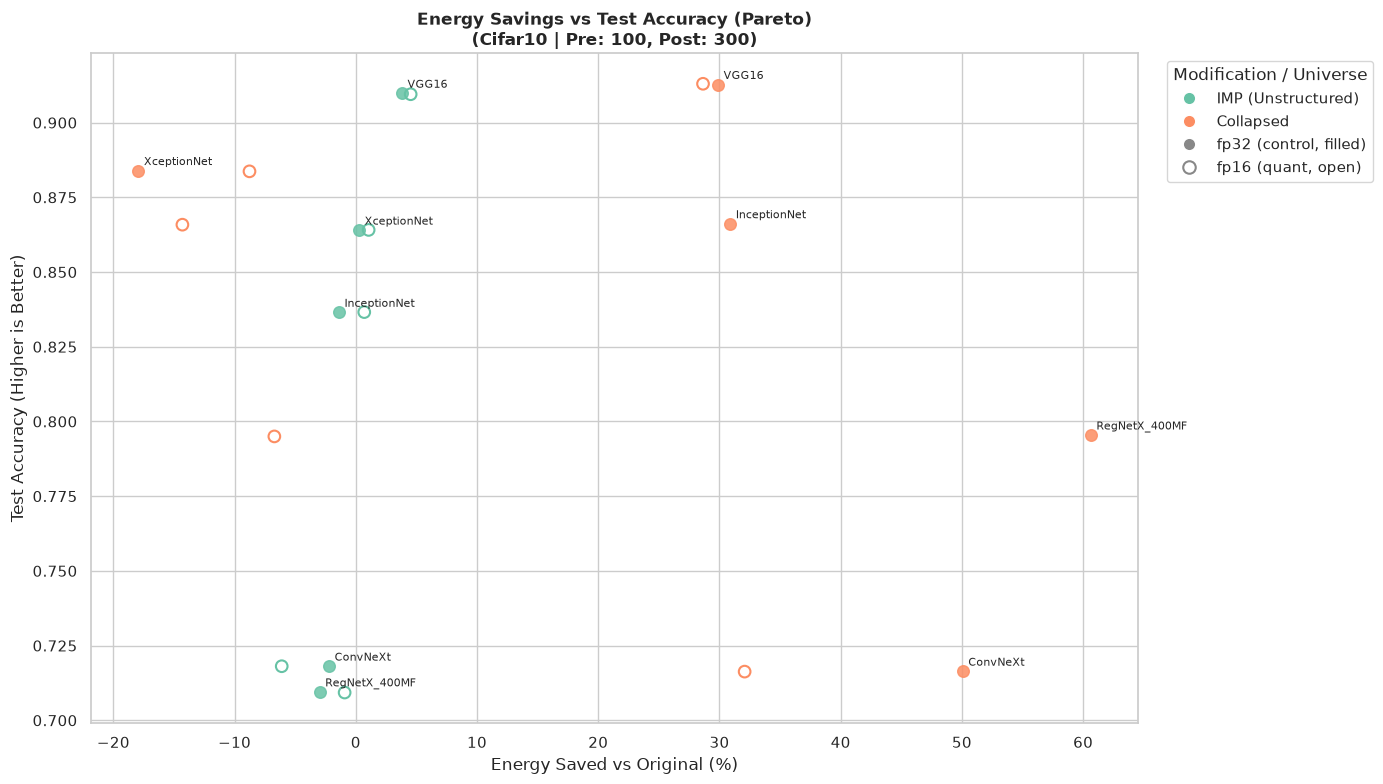 Energy Savings vs Test Accuracy (Pareto)
(Cifar10 | Pre: 100, Post: 300)
Modification / Universe
IMP (Unstructured)
Collapsed
fp32 (control, filled)
fp16 (quant, open)
Test Accuracy (Higher is Better)
0.900
0.875
0.850
0.825
0.800
0.775
0.750
0.725
0.700
VGG16
VGG16
XceptionNet
InceptionNet
XceptionNet
InceptionNet
RegNetX_400MF
ConvNeXt
ConvNeXt
RegNetX_400MF
−20
−10
0
10
20
30
40
50
60
Energy Saved vs Original (%)